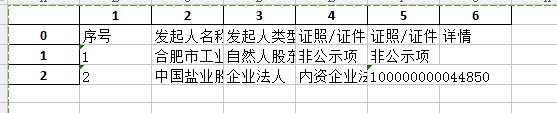 1 2 3 4 5 6
0 序号 发起人名称 发起人类型 证照/证件 证照/证件 详情
1 1 合肥市工业 自然人股东 非公示项 非公示项
2 2 中国盐业股 企业法人 内资企业法 100000000044850